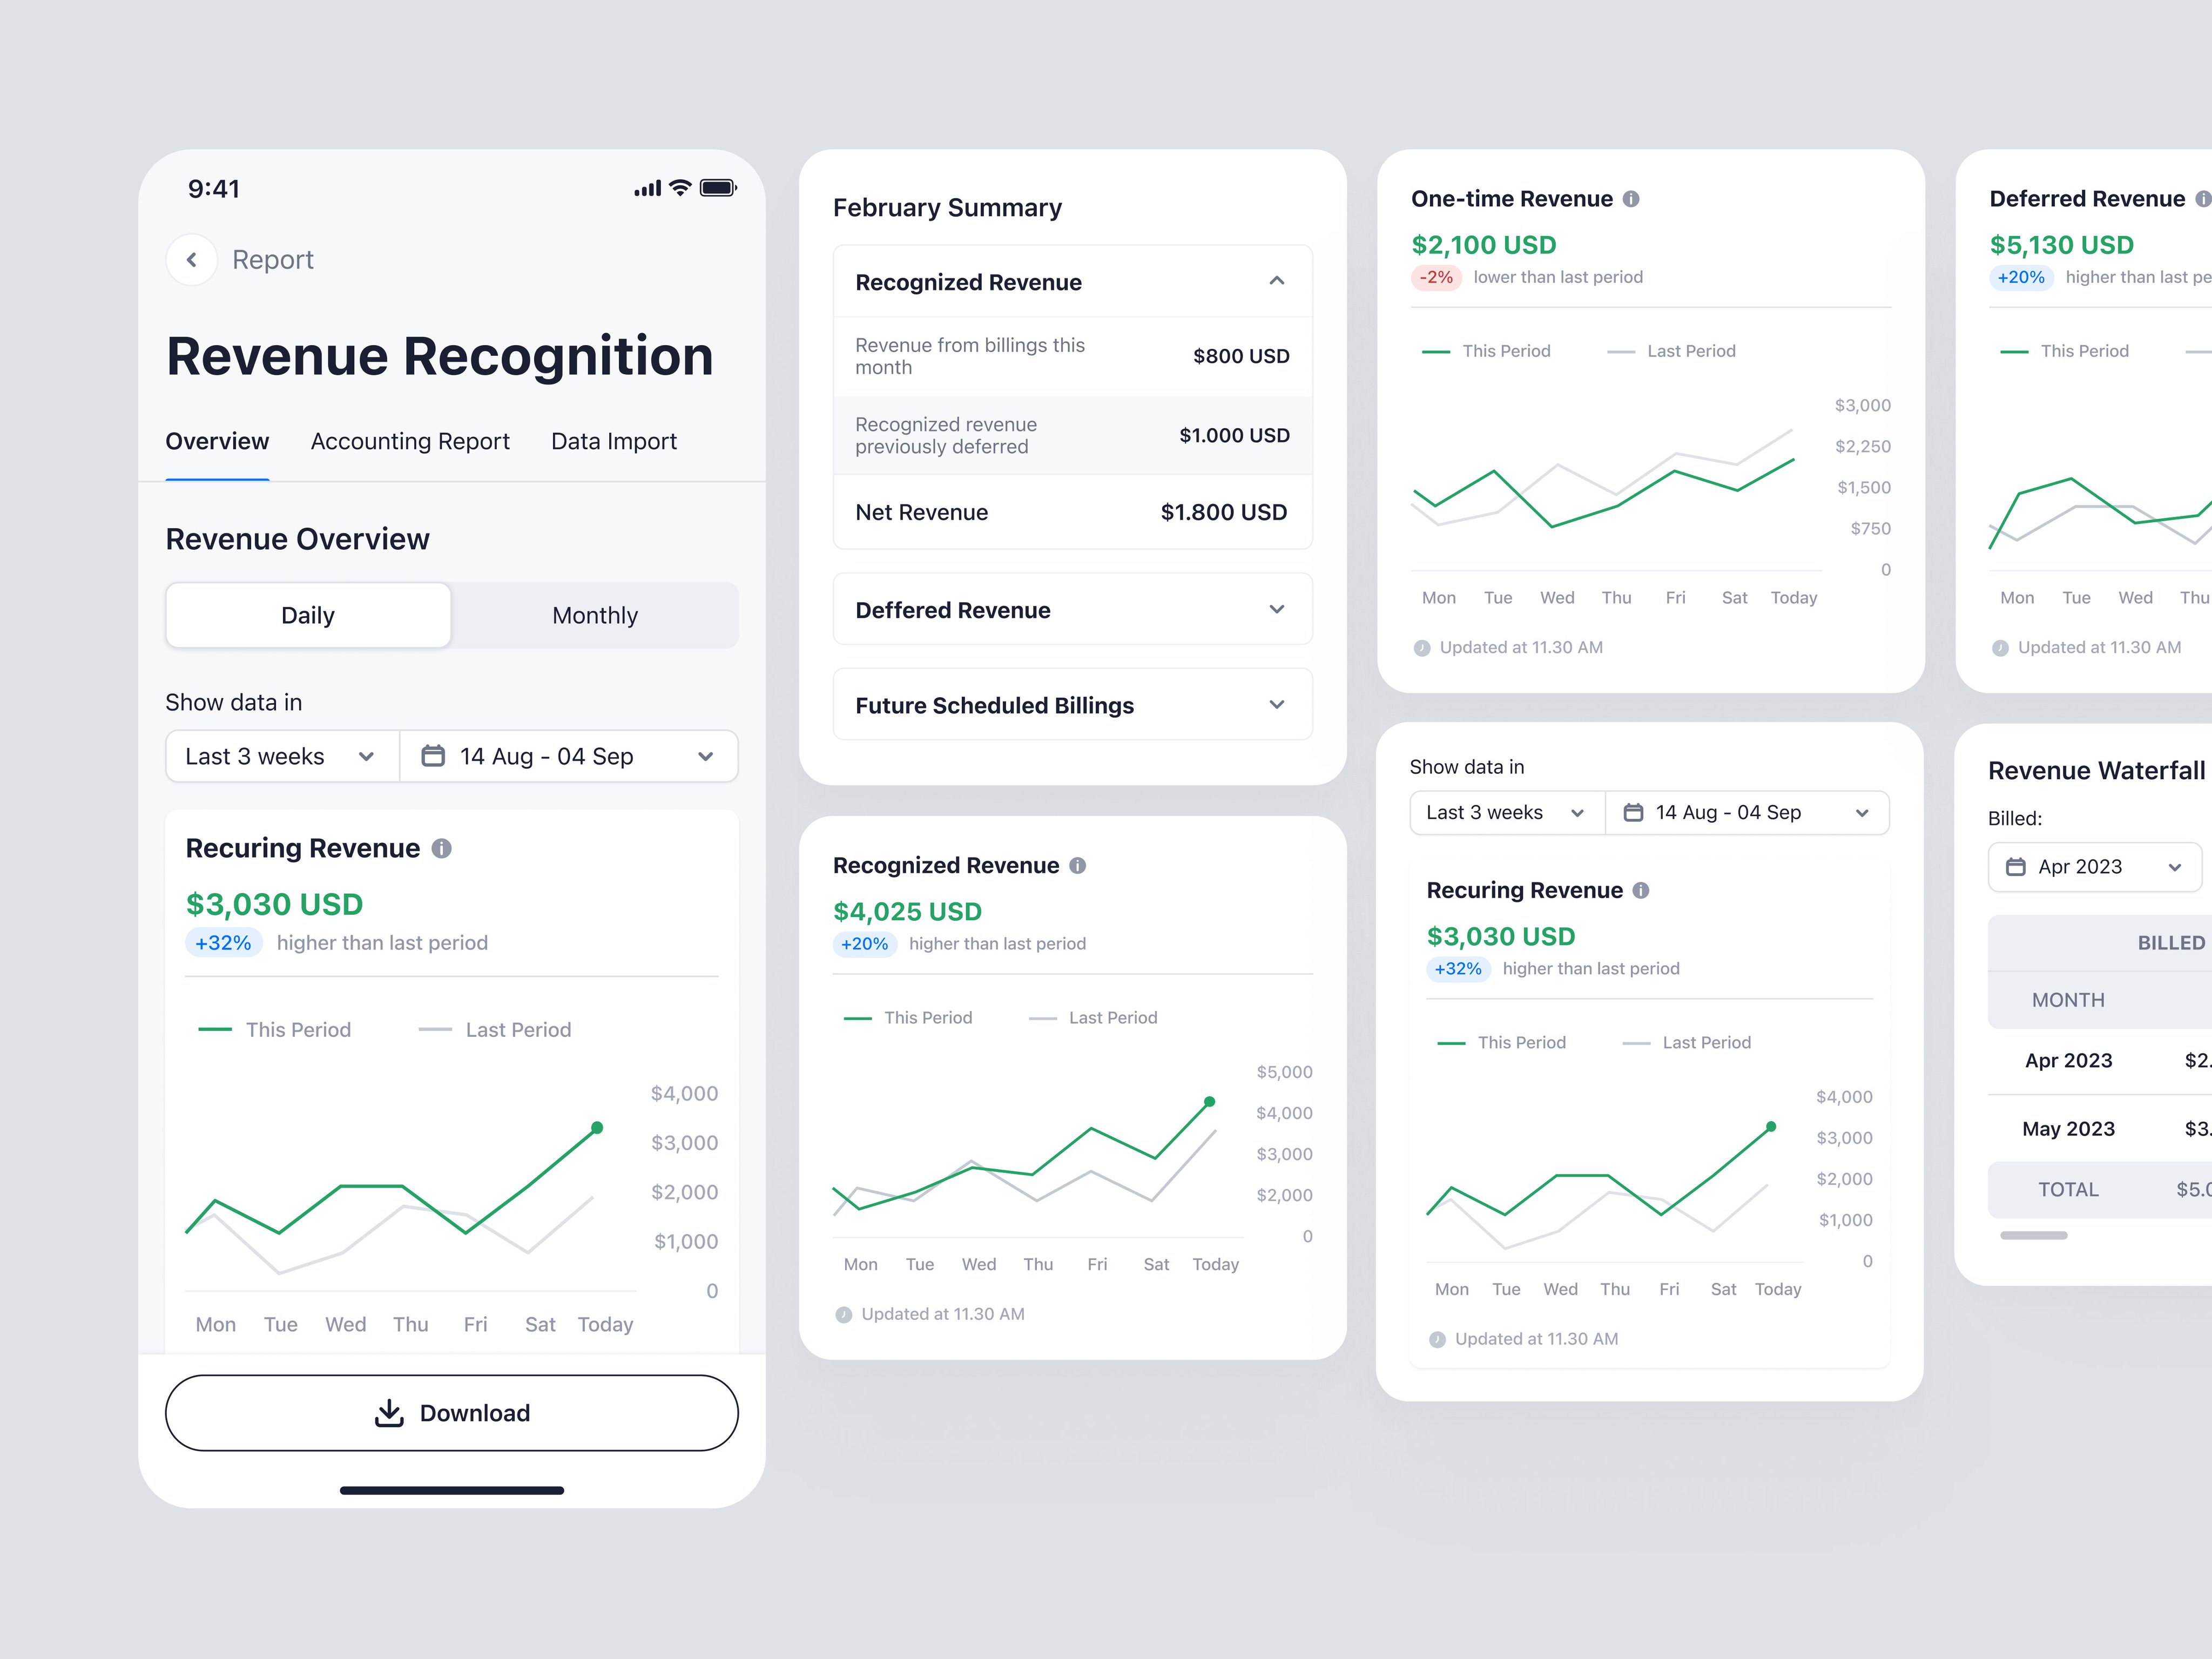 9:41
Report
Revenue Recognition
Overview Accounting Report Data Import
Revenue Overview
Daily Monthly
Show data in
Last 3 weeks 14 Aug - 04 Sep
Recuring Revenue
$3,030 USD
+32% higher than last period
This Period Last Period
$4,000
$3,000
$2,000
$1,000
0
Mon Tue Wed Thu Fri Sat Today
Download
February Summary
Recognized Revenue
Revenue from billings this
month
$800 USD
Recognized revenue
previously deferred
$1.000 USD
Net Revenue $1.800 USD
Deffered Revenue
Future Scheduled Billings
Recognized Revenue
$4,025 USD
+20% higher than last period
This Period Last Period
$5,000
$4,000
$3,000
$2,000
0
Mon Tue Wed Thu Fri Sat Today
Updated at 11.30 AM
One-time Revenue
$2,100 USD
-2% lower than last period
This Period Last Period
$3,000
$2,250
$1,500
$750
0
Mon Tue Wed Thu Fri Sat Today
Updated at 11.30 AM
Show data in
Last 3 weeks 14 Aug - 04 Sep
Recuring Revenue
$3,030 USD
+32% higher than last period
This Period Last Period
$4,000
$3,000
$2,000
$1,000
0
Mon Tue Wed Thu Fri Sat Today
Updated at 11.30 AM
Deferred Revenue
$5,130 USD
+20% higher than last pe
This Period
Mon Tue Wed Thu
Updated at 11.30 AM
Revenue Waterfall
Billed:
Apr 2023
BILLED
MONTH
Apr 2023 $2.
May 2023 $3.
TOTAL $5.0